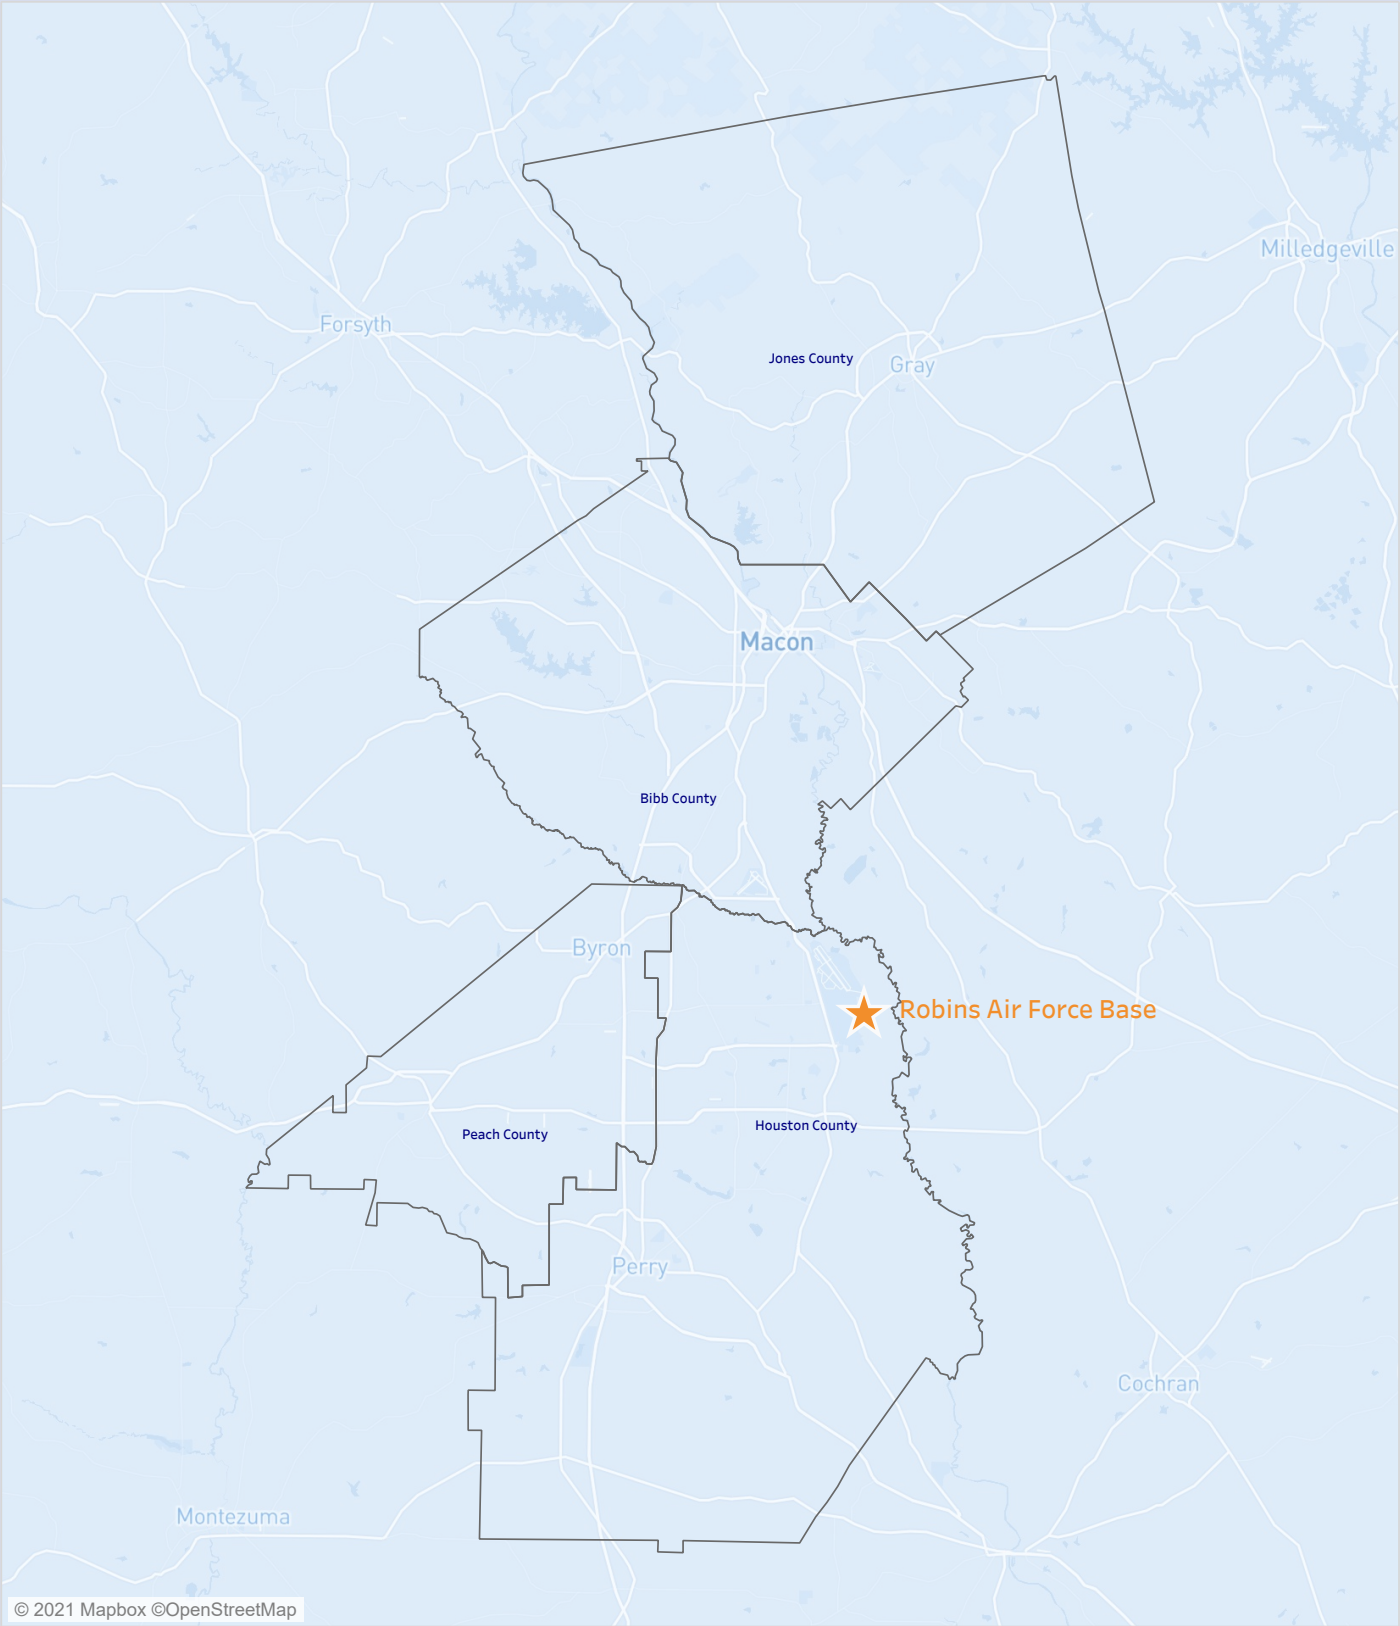 Milledgeville
Forsyth
Jones County
Gray
Macon
Bibb County
Byron
Robins Air Force Base
Houston County
Peach County
Perry
Cochran
Montezuma
© 2021 Mapbox ©OpenStreetMap